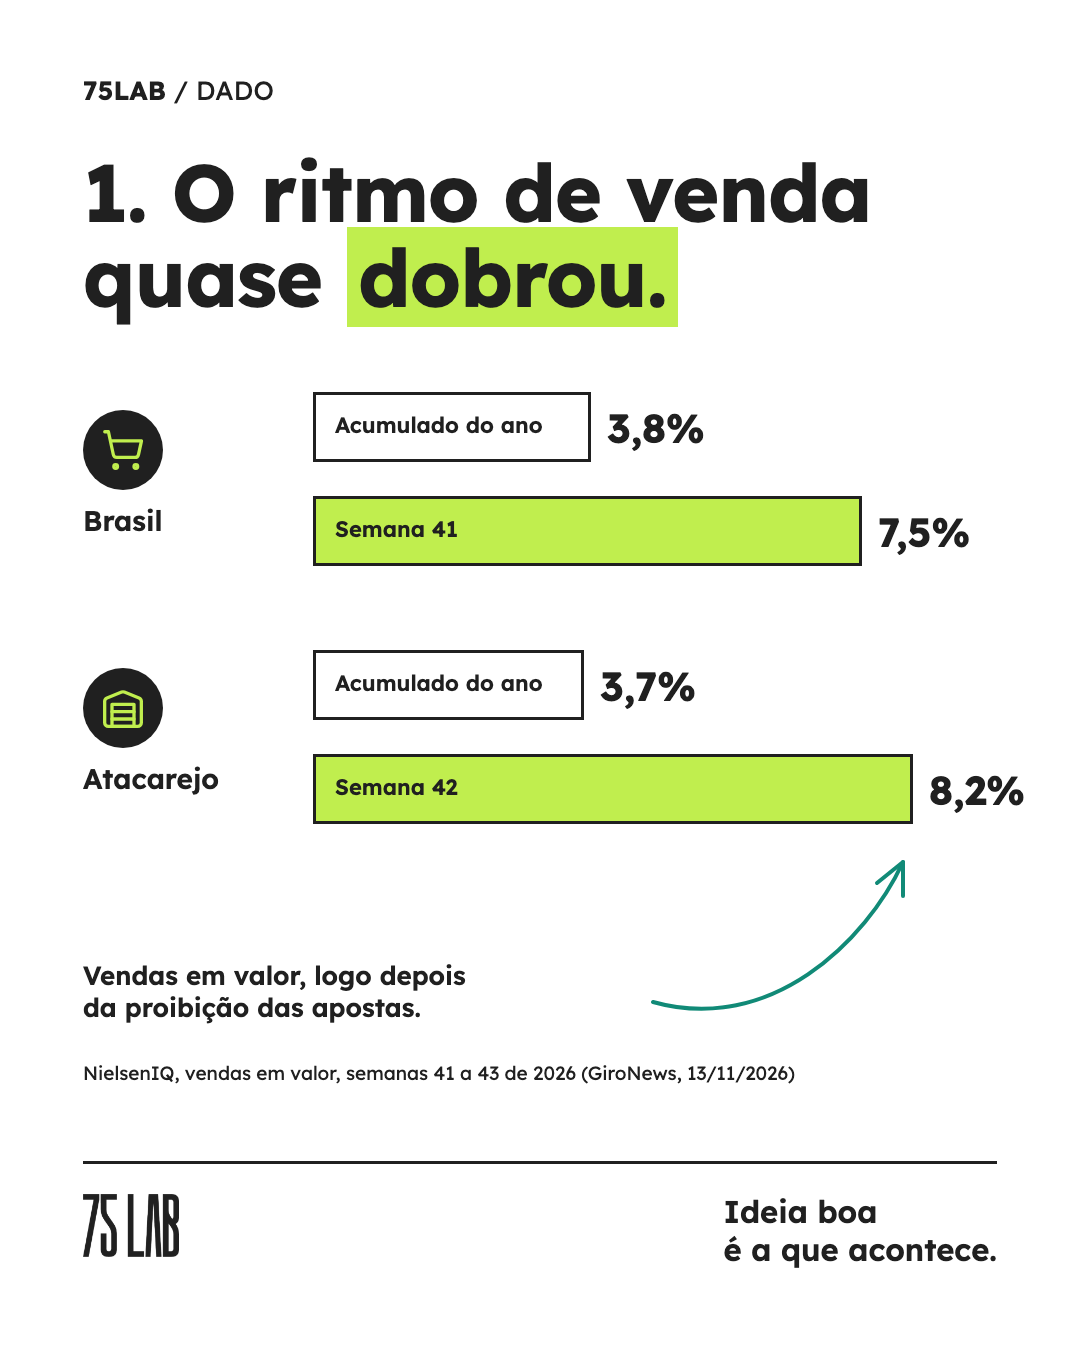 75LAB / DADO
1. O ritmo de venda
quase dobrou.
Acumulado do ano 3,8%
Brasil
Semana 41 7,5%
Acumulado do ano 3,7%
Atacarejo
Semana 42 8,2%
Vendas em valor, logo depois
da proibição das apostas.
NielsenIQ, vendas em valor, semanas 41 a 43 de 2026 (GiroNews, 13/11/2026)
75 LAB
Ideia boa
é a que acontece.